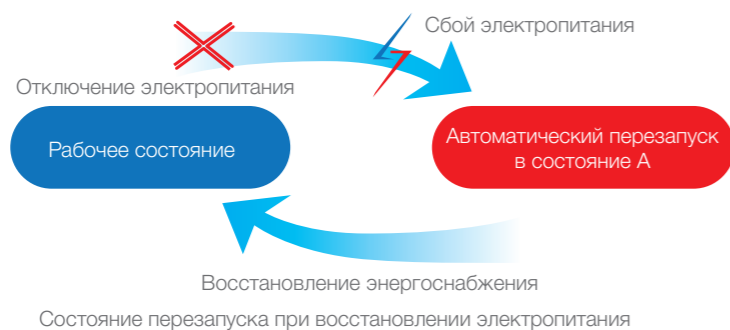 Сбой электропитания
Отключение электропитания
Рабочее состояние
Автоматический перезапуск
в состояние А
Восстановление энергоснабжения
Состояние перезапуска при восстановлении электропитания